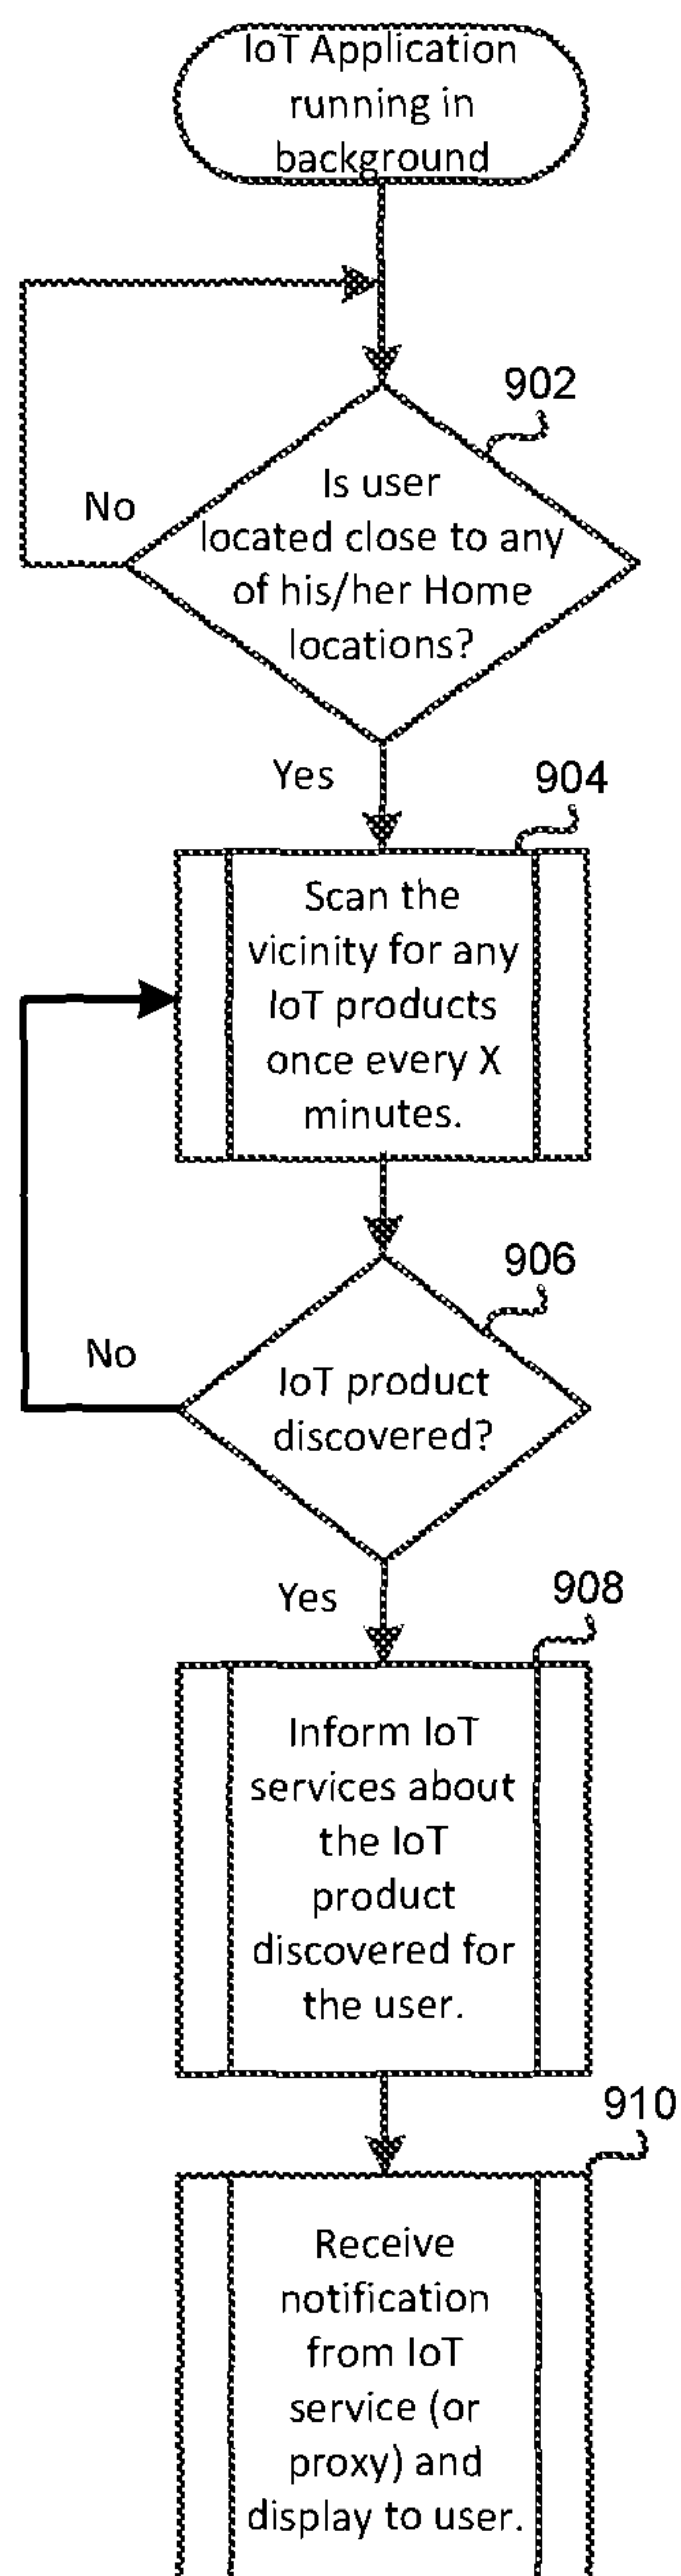 IoT Application
running in
background
902
Is user
located close to any
of his/her Home
locations?
No
Yes
904
Scan the
vicinity for any
IoT products
once every X
minutes.
906
IoT product
discovered?
No
Yes
908
Inform IoT
services about
the IoT
product
discovered for
the user.
910
Receive
notification
from IoT
service (or
proxy) and
display to user.